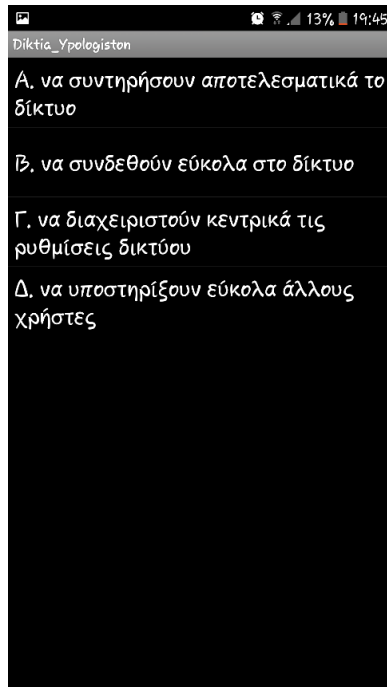 13% 19:45
Diktia_Ypologiston
Α. να συντηρήσουν αποτελεσματικά το
δίκτυο
Β. να συνδεθούν εύκολα στο δίκτυο
Γ. να διαχειριστούν κεντρικά τις
ρυθμίσεις δικτύου
Δ. να υποστηρίξουν εύκολα άλλους
χρήστες